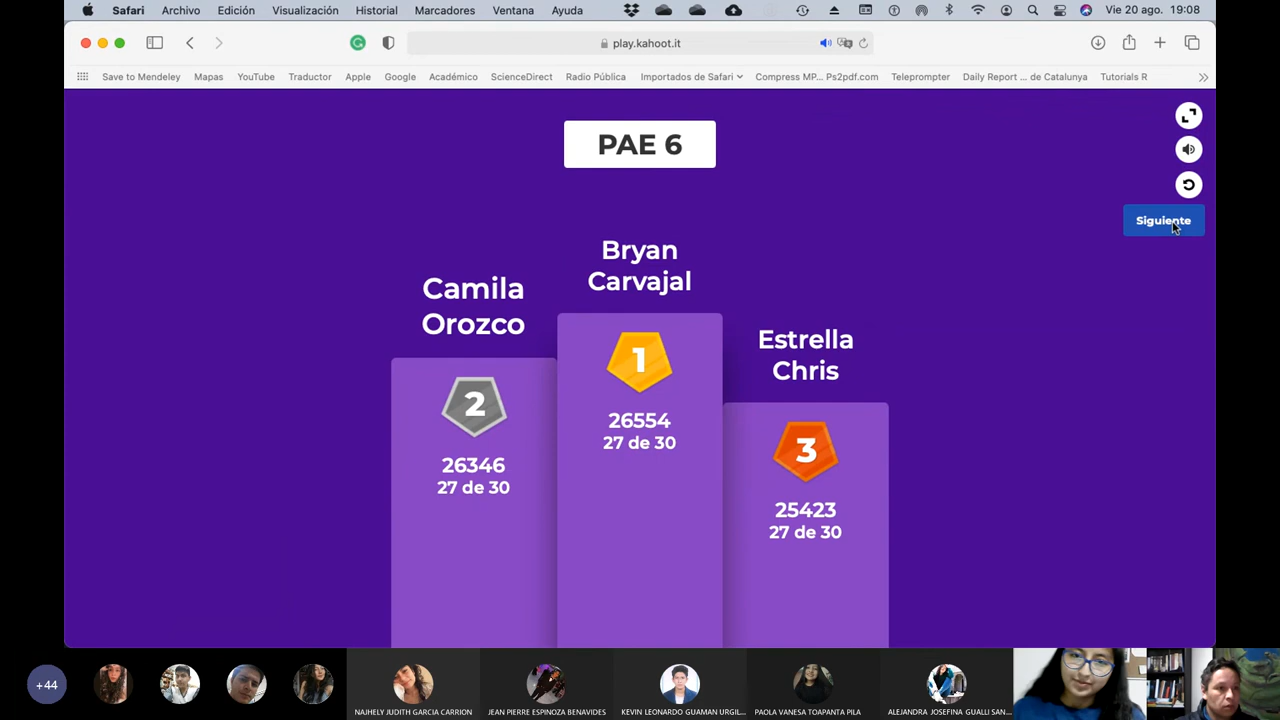 Safari Archivo Edición Visualización Historial Marcadores Ventana Ayuda Vie 20 ago. 19:08
play.kahoot.it
Save to Mendeley Mapas YouTube Traductor Apple Google Académico ScienceDirect Radio Pública Importados de Safari Compress MP... Ps2pdf.com Teleprompter Daily Report ... de Catalunya Tutorials R
PAE 6
Siguiente
Bryan
Carvajal
1
26554
27 de 30
Camila
Orozco
2
26346
27 de 30
Estrella
Chris
3
25423
27 de 30
+44
NAJHELY JUDITH GARCIA CARRION
JEAN PIERRE ESPINOZA BENAVIDES
KEVIN LEONARDO GUAMAN URGIL...
PAOLA VANESA TOAPANTA PILA
ALEJANDRA JOSEFINA GUALLI SAN...